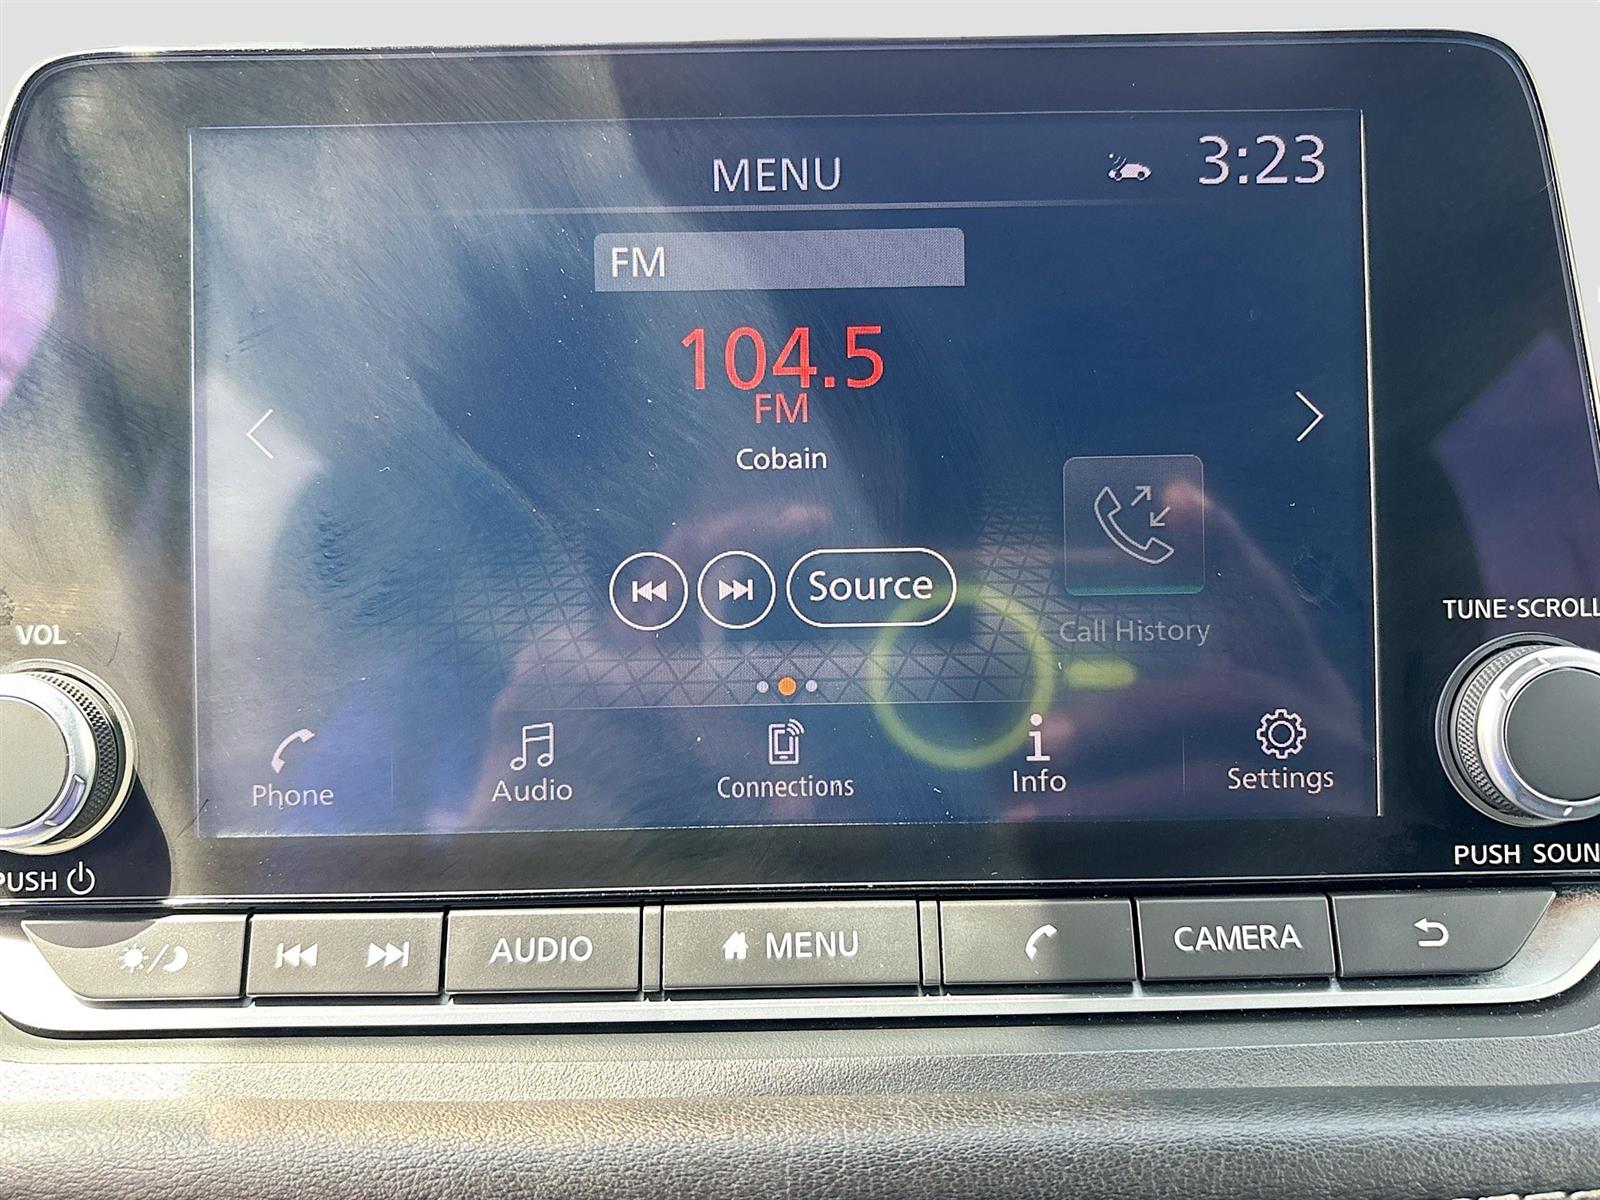 MENU
3:23
FM
104.5
FM
Cobain
Source
Call History
VOL
TUNE·SCROLL
Phone
Audio
Connections
Info
Settings
PUSH
PUSH SOUN
AUDIO
MENU
CAMERA